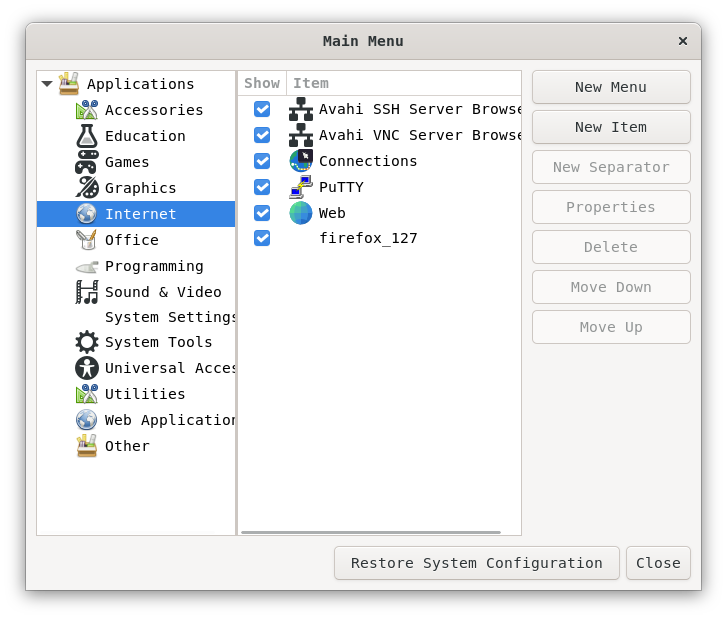 Main Menu
Applications
Accessories
Education
Games
Graphics
Internet
Office
Programming
Sound & Video
System Settings
System Tools
Universal Acces
Utilities
Web Application
Other
Show Item
Avahi SSH Server Browse
Avahi VNC Server Browse
Connections
PuTTY
Web
firefox_127
New Menu
New Item
New Separator
Properties
Delete
Move Down
Move Up
Restore System Configuration
Close